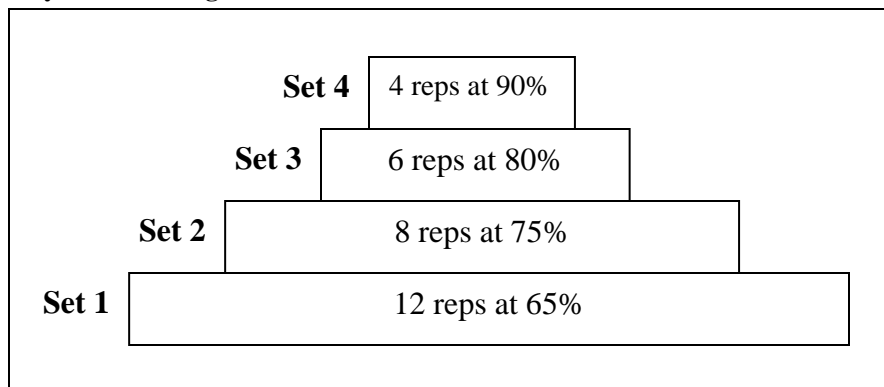 Set 4 4 reps at 90%
Set 3 6 reps at 80%
Set 2 8 reps at 75%
Set 1 12 reps at 65%